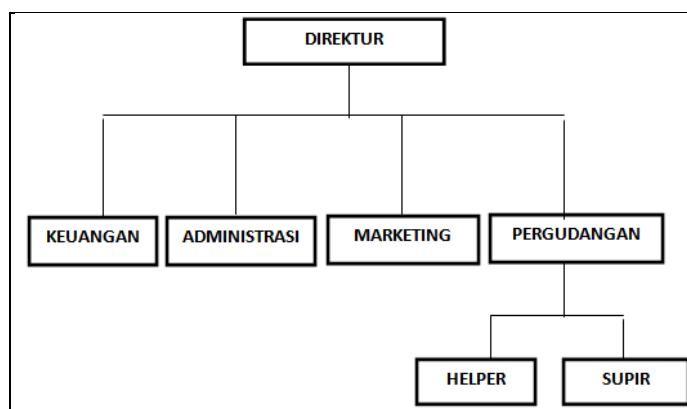 DIREKTUR
KEUANGAN
ADMINISTRASI
MARKETING
PERGUDANGAN
HELPER
SUPIR